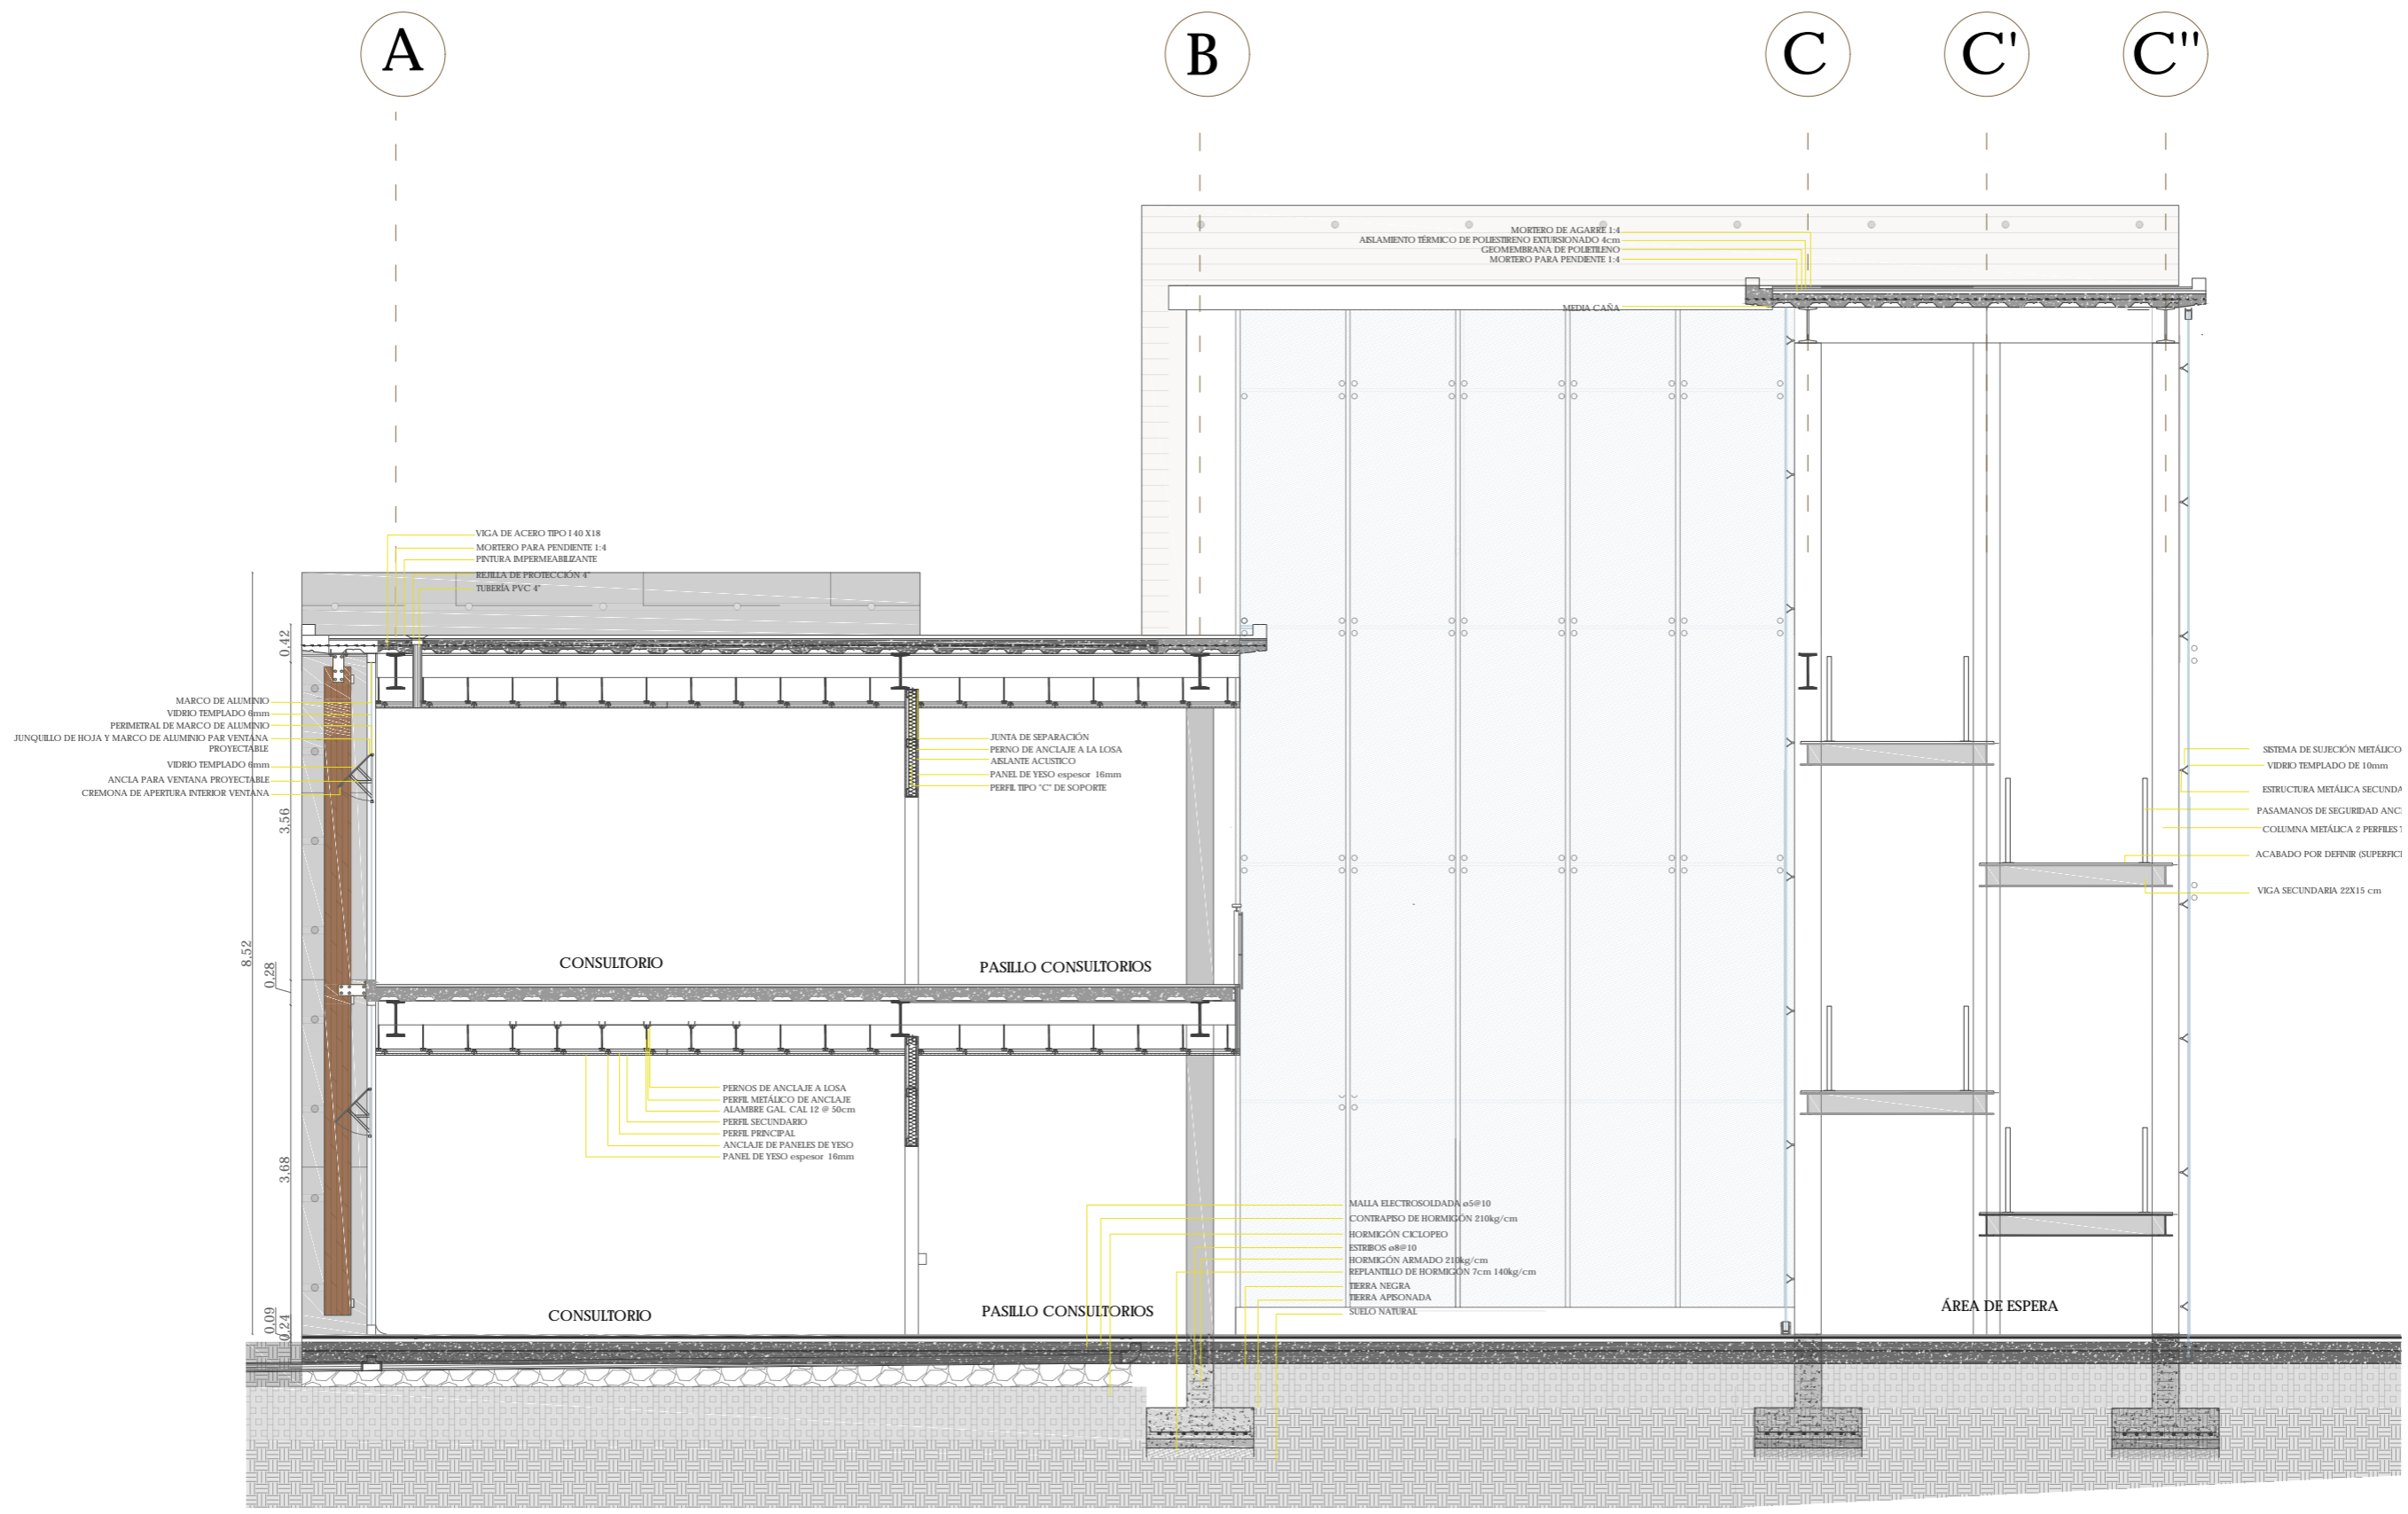 A
B
C
C'
C''
MORTERO DE AGARRE 1:4
AISLAMIENTO TÉRMICO DE POLIESTIRENO EXTURSIONADO 4cm
GEOMEMBRANA DE POLIETILENO
MORTERO PARA PENDIENTE 1:4
MEDIA CAÑA
VIGA DE ACERO TIPO I 40 X18
MORTERO PARA PENDIENTE 1:4
PINTURA IMPERMEABILIZANTE
REJILLA DE PROTECCIÓN 4"
TUBERÍA PVC 4"
0,42
MARCO DE ALUMINIO
VIDRIO TEMPLADO 6mm
PERIMETRAL DE MARCO DE ALUMINIO
JUNQUILLO DE HOJA Y MARCO DE ALUMINIO PAR VENTANA
PROYECTABLE
VIDRIO TEMPLADO 6mm
ANCLA PARA VENTANA PROYECTABLE
CREMONA DE APERTURA INTERIOR VENTANA
3,56
8,52
0,28
3,68
0,09
0,24
JUNTA DE SEPARACIÓN
PERNO DE ANCLAJE A LA LOSA
AISLANTE ACUSTICO
PANEL DE YESO espesor 16mm
PERFIL TIPO "C" DE SOPORTE
SISTEMA DE SUJECIÓN METÁLICO
VIDRIO TEMPLADO DE 10mm
ESTRUCTURA METÁLICA SECUNDA
PASAMANOS DE SEGURIDAD ANC
COLUMNA METÁLICA 2 PERFILES T
ACABADO POR DEFINIR (SUPERFICI
VIGA SECUNDARIA 22X15 cm
CONSULTORIO
PASILLO CONSULTORIOS
PERNOS DE ANCLAJE A LOSA
PERFIL METÁLICO DE ANCLAJE
ALAMBRE GAL. CAL 12 @ 50cm
PERFIL SECUNDARIO
PERFIL PRINCIPAL
ANCLAJE DE PANELES DE YESO
PANEL DE YESO espesor 16mm
MALLA ELECTROSOLDADA ø5@10
CONTRAPISO DE HORMIGÓN 210kg/cm
HORMIGÓN CICLOPEO
ESTRIBOS ø8@10
HORMIGÓN ARMADO 210kg/cm
REPLANTILLO DE HORMIGÓN 7cm 140kg/cm
TIERRA NEGRA
TIERRA APISONADA
SUELO NATURAL
CONSULTORIO
PASILLO CONSULTORIOS
ÁREA DE ESPERA